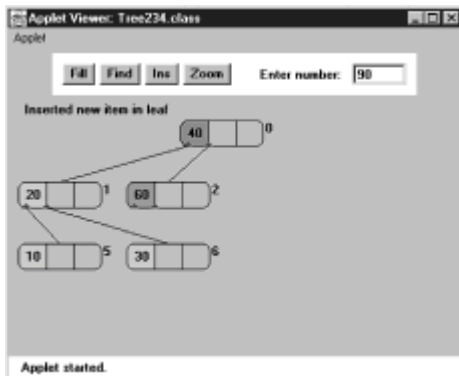 Applet Viewer: Tree234.class
Applet
Fill Find Ins Zoom Enter number: 90
Inserted new item in leaf
40 0
20 1 60 2
10 5 30 6
Applet started.